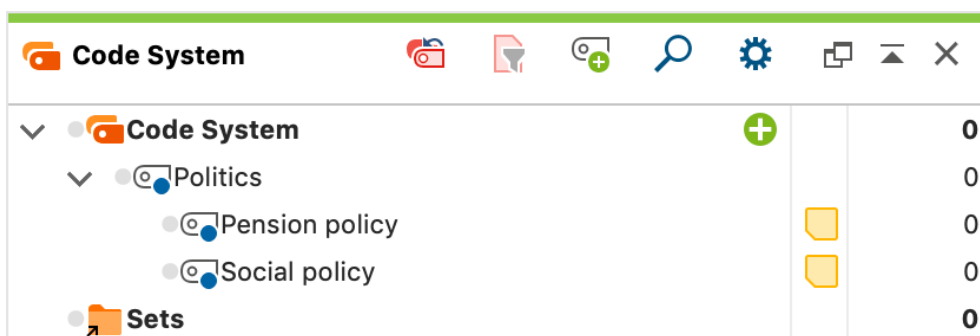 Code System
Code System 0
Politics 0
Pension policy 0
Social policy 0
Sets 0